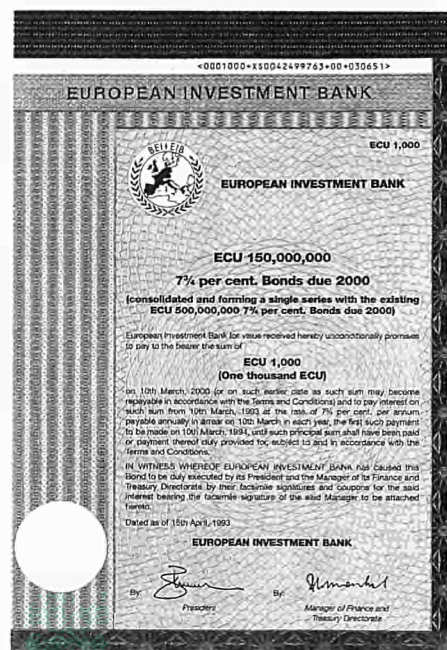 <0001000+XS0042499763+00+030651>
EUROPEAN INVESTMENT BANK
ECU 1,000
BEI EIB
EUROPEAN INVESTMENT BANK
ECU 150,000,000
7¾ per cent. Bonds due 2000
(consolidated and forming a single series with the existing
ECU 500,000,000 7¾ per cent. Bonds due 2000)
European Investment Bank for value received hereby unconditionally promises
to pay to the bearer the sum of
ECU 1,000
(One thousand ECU)
on 10th March, 2000 (or on such earlier date as such sum may become
repayable in accordance with the Terms and Conditions) and to pay interest on
such sum from 10th March, 1993 at the rate of 7¾ per cent. per annum
payable annually in arrear on 10th March in each year, the first such payment
to be made on 10th March, 1994, until such principal sum shall have been paid
or payment thereof duly provided for, subject to and in accordance with the
Terms and Conditions.
IN WITNESS WHEREOF EUROPEAN INVESTMENT BANK has caused this
Bond to be duly executed by its President and the Manager of its Finance and
Treasury Directorate by their facsimile signatures and coupons for the said
interest bearing the facsimile signature of the said Manager to be attached
hereto.
Dated as of 15th April, 1993
EUROPEAN INVESTMENT BANK
By:
By:
President
Manager of Finance and
Treasury Directorate